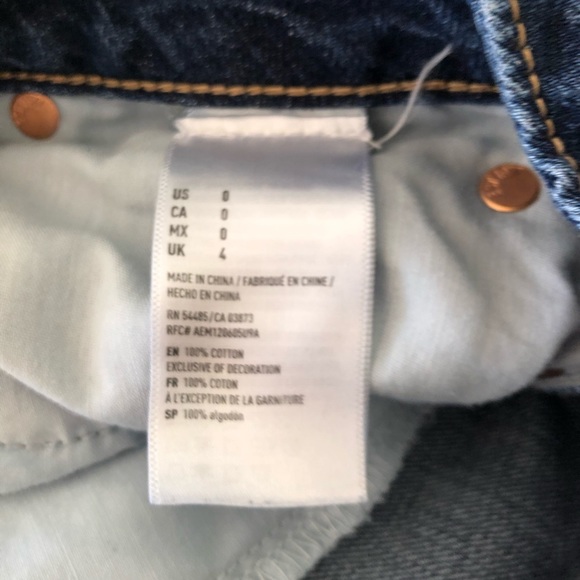 US 0
CA 0
MX 0
UK 4
MADE IN CHINA / FABRIQUÉ EN CHINE /
HECHO EN CHINA
RN 54485/CA 03873
RFC# AEM12060509A
EN 100% COTTON
EXCLUSIVE OF DECORATION
FR 100% COTON
À L'EXCEPTION DE LA GARNITURE
SP 100% algodón.